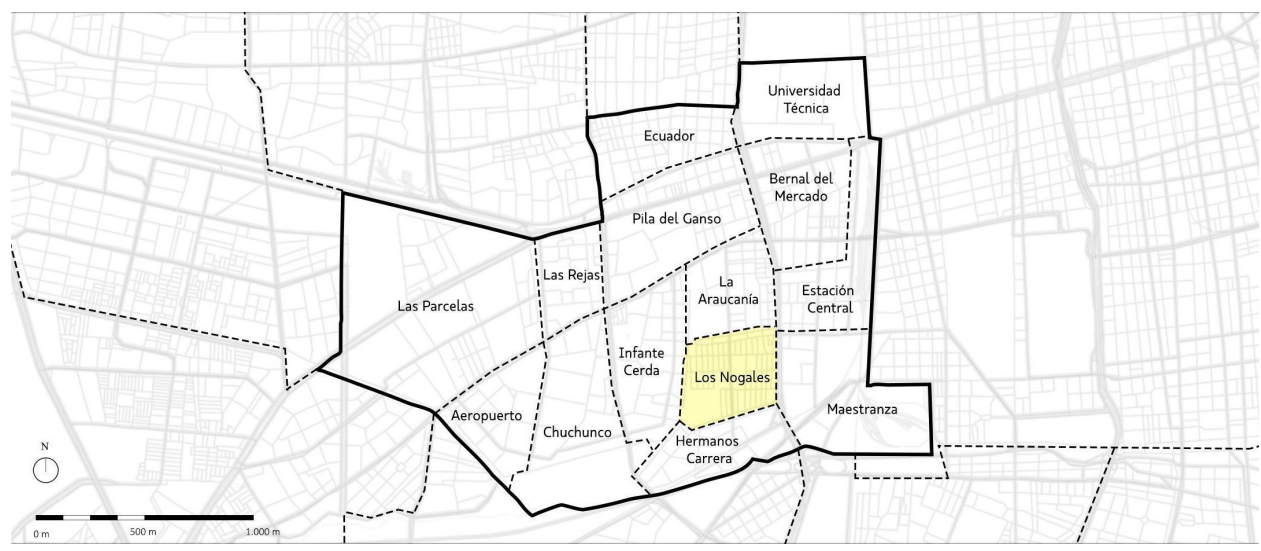 Universidad
Técnica
Ecuador
Bernal del
Mercado
Pila del Ganso
Las Rejas
La
Araucanía
Estación
Central
Las Parcelas
Infante
Cerda
Los Nogales
Aeropuerto
Maestranza
Chuchunco
Hermanos
Carrera
N
0 m
500 m
1.000 m